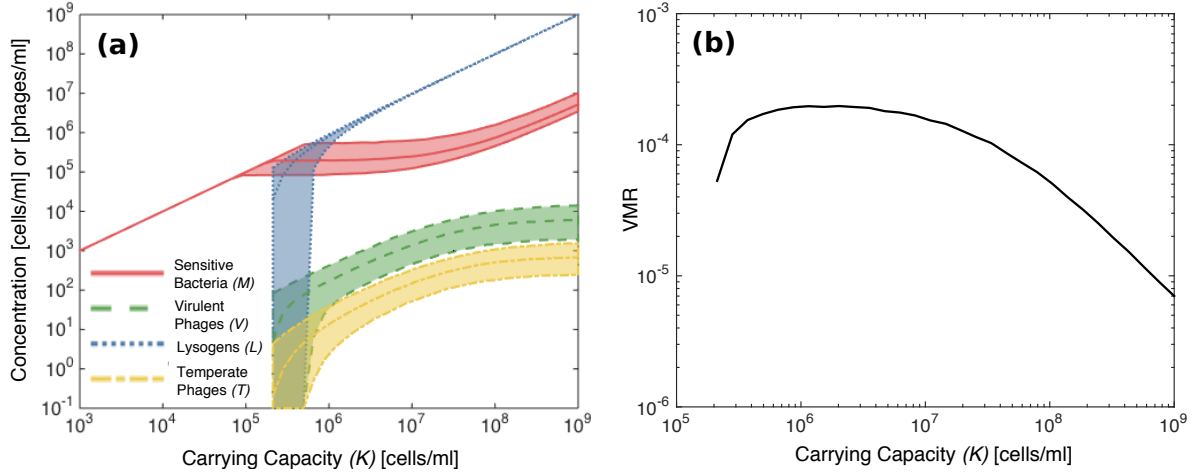 (a)
Concentration [cells/ml] or [phages/ml]
10^9
10^8
10^7
10^6
10^5
10^4
10^3
10^2
10^1
10^0
10^-1
Sensitive
Bacteria (M)
Virulent
Phages (V)
Lysogens (L)
Temperate
Phages (T)
10^3 10^4 10^5 10^6 10^7 10^8 10^9
Carrying Capacity (K) [cells/ml]
(b)
VMR
10^-3
10^-4
10^-5
10^-6
10^5 10^6 10^7 10^8 10^9
Carrying Capacity (K) [cells/ml]